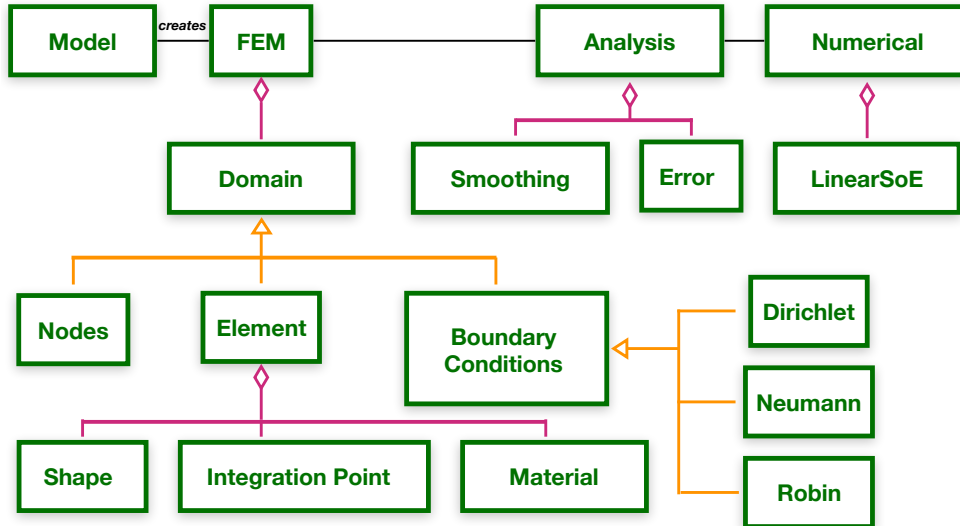 Model
creates
FEM
Analysis
Numerical
Domain
Smoothing
Error
LinearSoE
Nodes
Element
Boundary
Conditions
Dirichlet
Neumann
Shape
Integration Point
Material
Robin